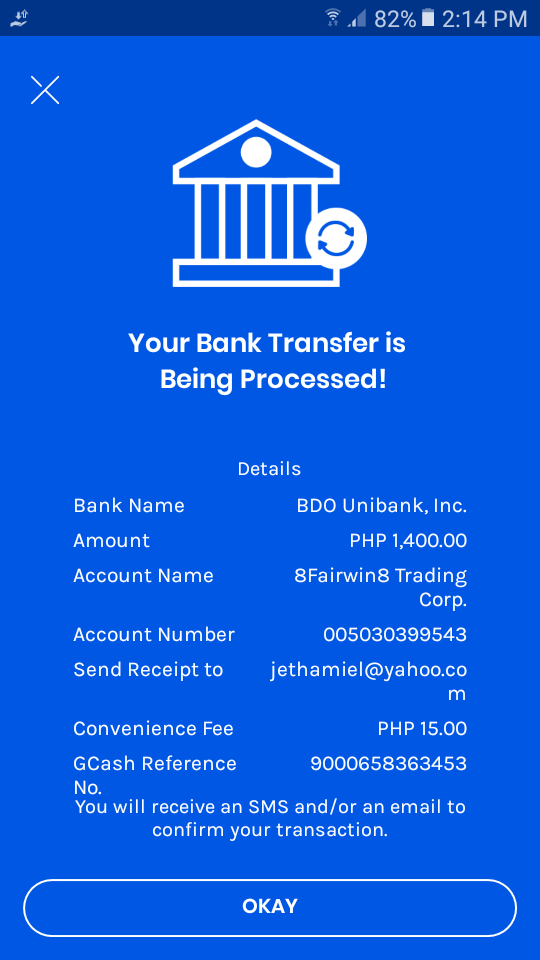 82% 2:14 PM
Your Bank Transfer is
Being Processed!
Details
Bank Name BDO Unibank, Inc.
Amount PHP 1,400.00
Account Name 8Fairwin8 Trading
Corp.
Account Number 005030399543
Send Receipt to jethamiel@yahoo.co
m
Convenience Fee PHP 15.00
GCash Reference 9000658363453
No.
You will receive an SMS and/or an email to
confirm your transaction.
OKAY